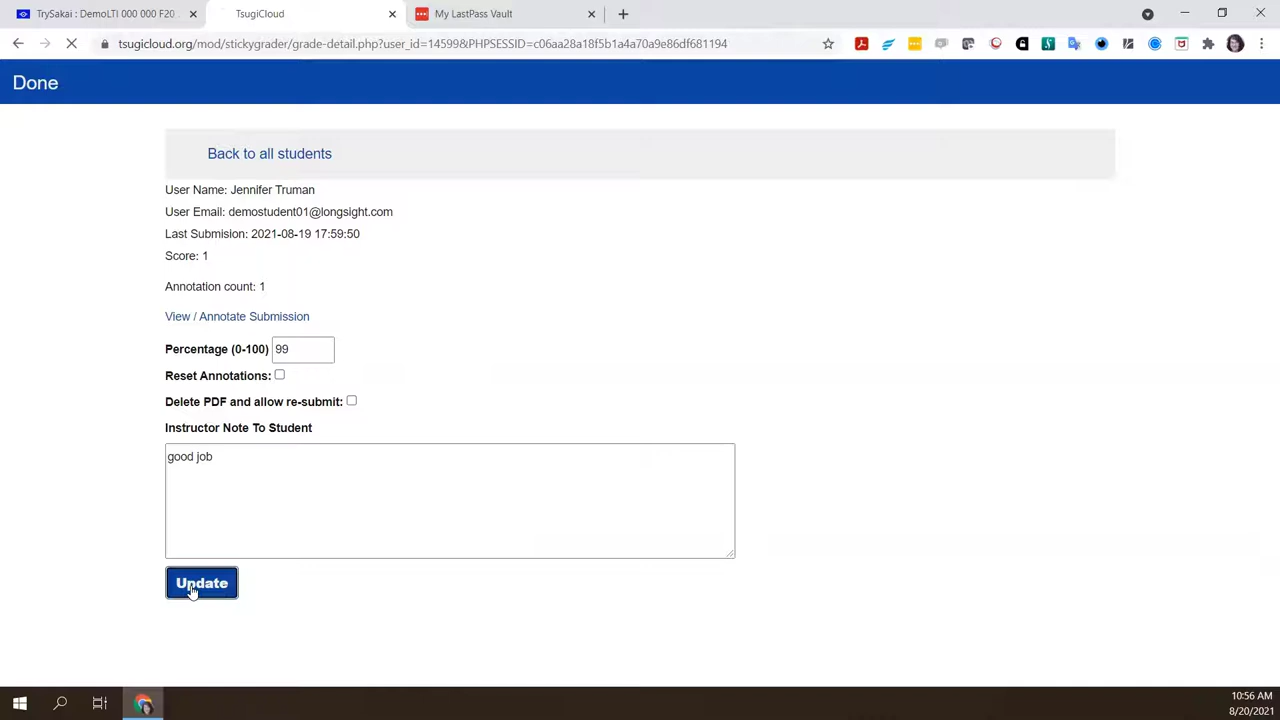 TrySakai : DemoLTI 000 000 F20
TsugiCloud
My LastPass Vault
tsugicloud.org/mod/stickygrader/grade-detail.php?user_id=14599&PHPSESSID=c06aa28a18f5b1a4a70e9e86df681194
Done
Back to all students
User Name: Jennifer Truman
User Email: demostudent01@longsight.com
Last Submision: 2021-08-19 17:59:50
Score: 1
Annotation count: 1
View / Annotate Submission
Percentage (0-100) 99
Reset Annotations:
Delete PDF and allow re-submit:
Instructor Note To Student
good job
Update
10:56 AM
8/20/2021